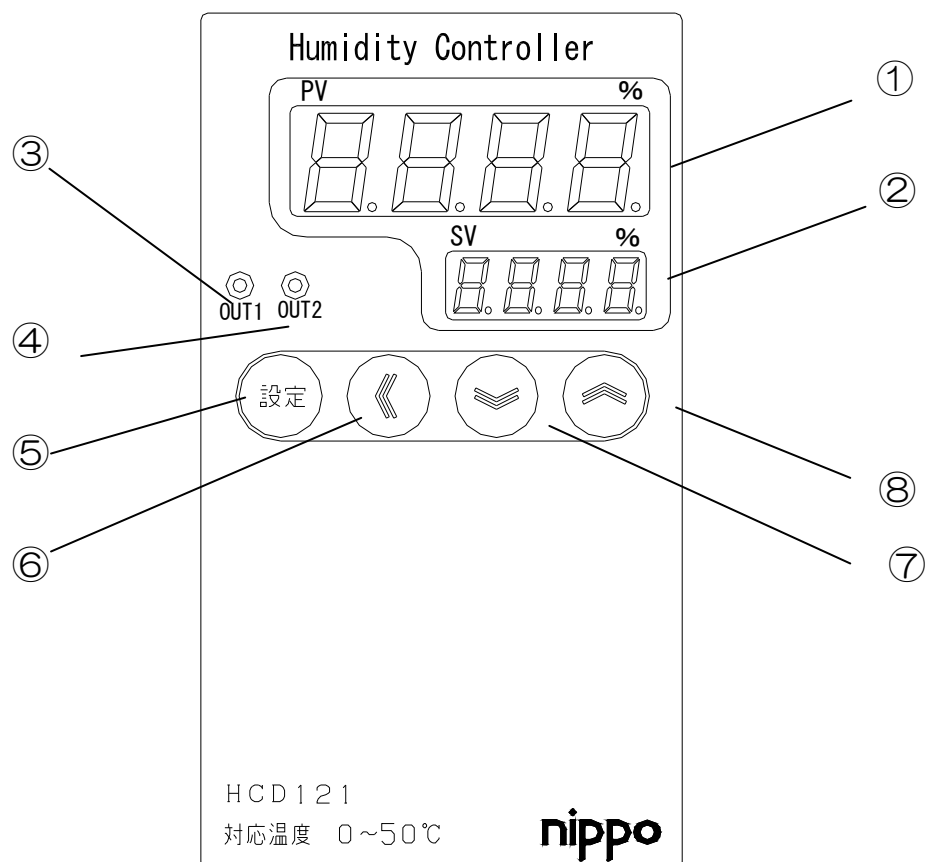 Humidity Controller
PV %
①
③
②
SV %
OUT1 OUT2
④
設定
⑤
⑧
⑥
⑦
HCD121
対応温度 0~50℃
nippo